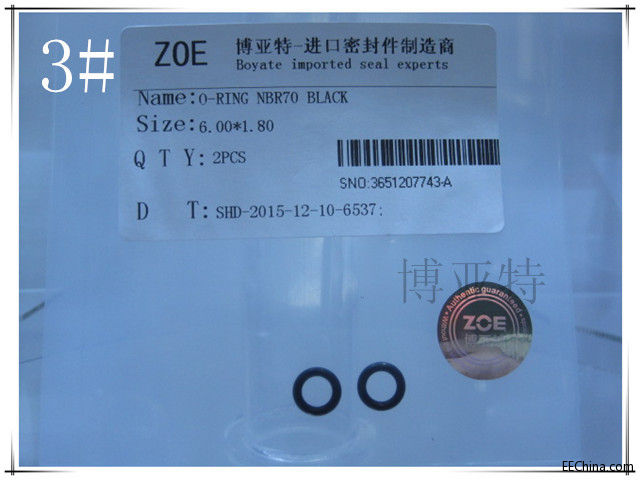 3#
ZOE 博亚特-进口密封件制造商
Boyate imported seal experts
Name:O-RING NBR70 BLACK
Size:6.00*1.80
Q T Y: 2PCS
SNO:3651207743-A
D T: SHD-2015-12-10-6537:
博亚特
Authentic guaranteed
ZOE
EEChina.com